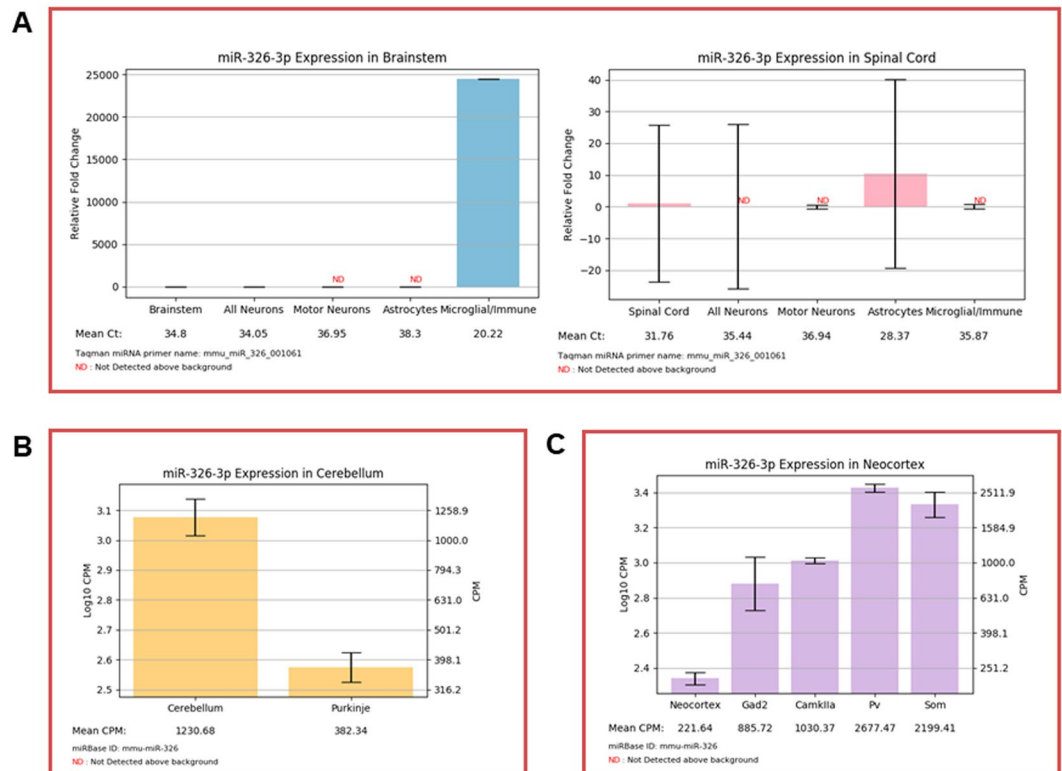 A
miR-326-3p Expression in Brainstem
Relative Fold Change
25000
20000
15000
10000
5000
0
ND
ND
Brainstem All Neurons Motor Neurons Astrocytes Microglial/Immune
Mean Ct: 34.8 34.05 36.95 38.3 20.22
Taqman miRNA primer name: mmu_miR_326_001061
ND : Not Detected above background
miR-326-3p Expression in Spinal Cord
Relative Fold Change
40
30
20
10
0
−10
−20
ND
ND
ND
Spinal Cord All Neurons Motor Neurons Astrocytes Microglial/Immune
Mean Ct: 31.76 35.44 36.94 28.37 35.87
Taqman miRNA primer name: mmu_miR_326_001061
ND : Not Detected above background
B
miR-326-3p Expression in Cerebellum
Log10 CPM
3.1
3.0
2.9
2.8
2.7
2.6
2.5
1258.9
1000.0
794.3
631.0
501.2
398.1
316.2
CPM
Cerebellum Purkinje
Mean CPM: 1230.68 382.34
miRBase ID: mmu-miR-326
ND : Not Detected above background
C
miR-326-3p Expression in Neocortex
Log10 CPM
3.4
3.2
3.0
2.8
2.6
2.4
2511.9
1584.9
1000.0
631.0
398.1
251.2
CPM
Neocortex Gad2 CamkIIa Pv Som
Mean CPM: 221.64 885.72 1030.37 2677.47 2199.41
miRBase ID: mmu-miR-326
ND : Not Detected above background